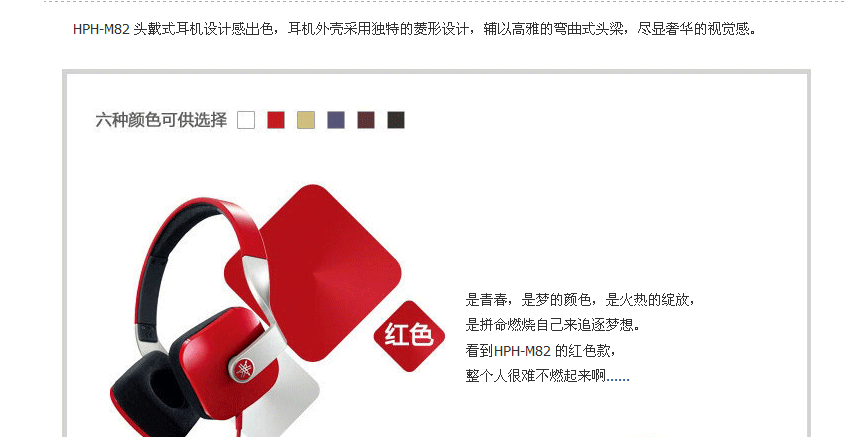 HPH-M82 头戴式耳机设计感出色，耳机外壳采用独特的菱形设计，辅以高雅的弯曲式头梁，尽显奢华的视觉感。
六种颜色可供选择
红色
是青春，是梦的颜色，是火热的绽放，
是拼命燃烧自己来追逐梦想。
看到HPH-M82 的红色款，
整个人很难不燃起来啊......